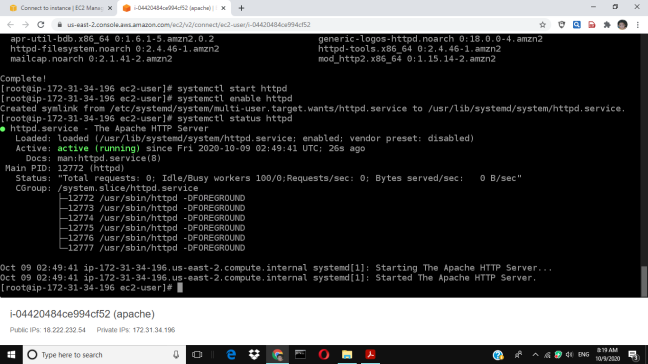 Connect to instance | EC2 Manag
i-04420484ce994cf52 (apache) |
us-east-2.console.aws.amazon.com/ec2/v2/connect/ec2-user/i-04420484ce994cf52
apr-util-bdb.x86_64 0:1.6.1-5.amzn2.0.2 generic-logos-httpd.noarch 0:18.0.0-4.amzn2
httpd-filesystem.noarch 0:2.4.46-1.amzn2 httpd-tools.x86_64 0:2.4.46-1.amzn2
mailcap.noarch 0:2.1.41-2.amzn2 mod_http2.x86_64 0:1.15.14-2.amzn2
Complete!
[root@ip-172-31-34-196 ec2-user]# systemctl start httpd
[root@ip-172-31-34-196 ec2-user]# systemctl enable httpd
Created symlink from /etc/systemd/system/multi-user.target.wants/httpd.service to /usr/lib/systemd/system/httpd.service.
[root@ip-172-31-34-196 ec2-user]# systemctl status httpd
● httpd.service - The Apache HTTP Server
Loaded: loaded (/usr/lib/systemd/system/httpd.service; enabled; vendor preset: disabled)
Active: active (running) since Fri 2020-10-09 02:49:41 UTC; 26s ago
Docs: man:httpd.service(8)
Main PID: 12772 (httpd)
Status: "Total requests: 0; Idle/Busy workers 100/0;Requests/sec: 0; Bytes served/sec: 0 B/sec"
CGroup: /system.slice/httpd.service
├─12772 /usr/sbin/httpd -DFOREGROUND
├─12773 /usr/sbin/httpd -DFOREGROUND
├─12774 /usr/sbin/httpd -DFOREGROUND
├─12775 /usr/sbin/httpd -DFOREGROUND
├─12776 /usr/sbin/httpd -DFOREGROUND
└─12777 /usr/sbin/httpd -DFOREGROUND
Oct 09 02:49:41 ip-172-31-34-196.us-east-2.compute.internal systemd[1]: Starting The Apache HTTP Server...
Oct 09 02:49:41 ip-172-31-34-196.us-east-2.compute.internal systemd[1]: Started The Apache HTTP Server.
[root@ip-172-31-34-196 ec2-user]#
i-04420484ce994cf52 (apache)
Public IPs: 18.222.232.54 Private IPs: 172.31.34.196
Type here to search
ENG
8:19 AM
10/9/2020